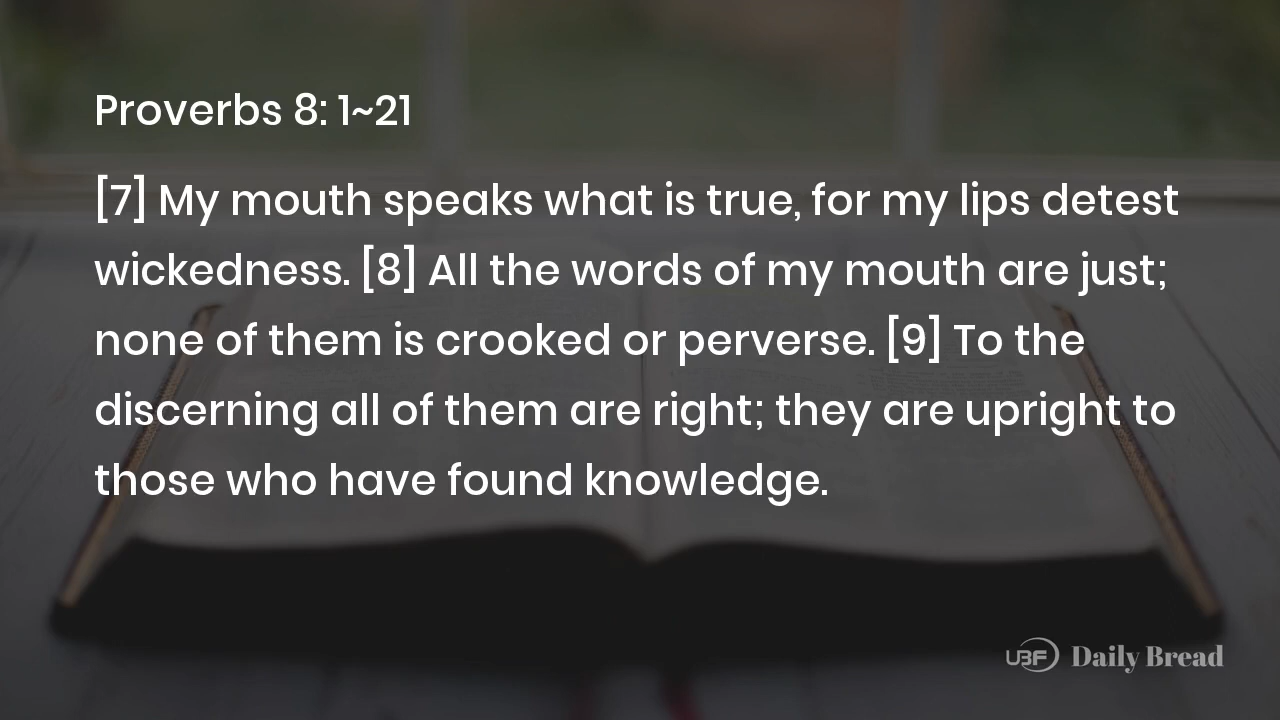 Proverbs 8: 1~21
[7] My mouth speaks what is true, for my lips detest
wickedness. [8] All the words of my mouth are just;
none of them is crooked or perverse. [9] To the
discerning all of them are right; they are upright to
those who have found knowledge.
UBF Daily Bread